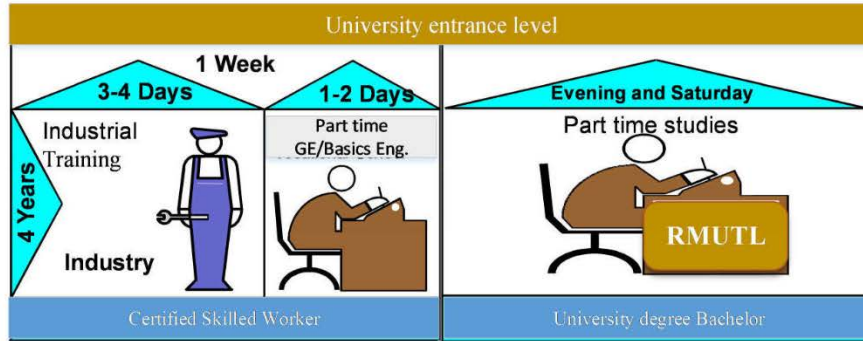 University entrance level
1 Week
3-4 Days
1-2 Days
Evening and Saturday
4 Years
Industrial
Training
Industry
Part time
GE/Basics Eng.
Part time studies
RMUTL
Certified Skilled Worker
University degree Bachelor